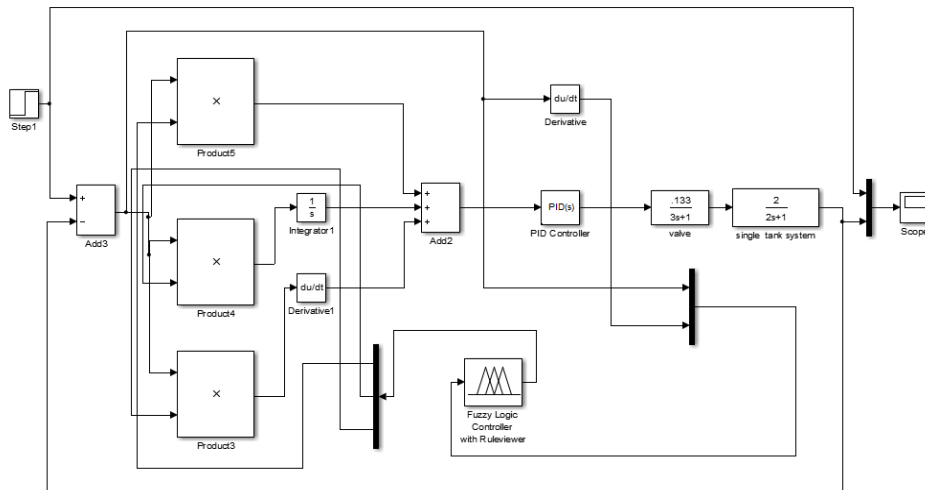 Step1
+
−
Add3
×
Product5
×
Product4
×
Product3
1
s
Integrator1
du/dt
Derivative1
+
+
+
Add2
du/dt
Derivative
PID(s)
PID Controller
.133
3s+1
valve
2
2s+1
single tank system
Scope
Fuzzy Logic
Controller
with Ruleviewer